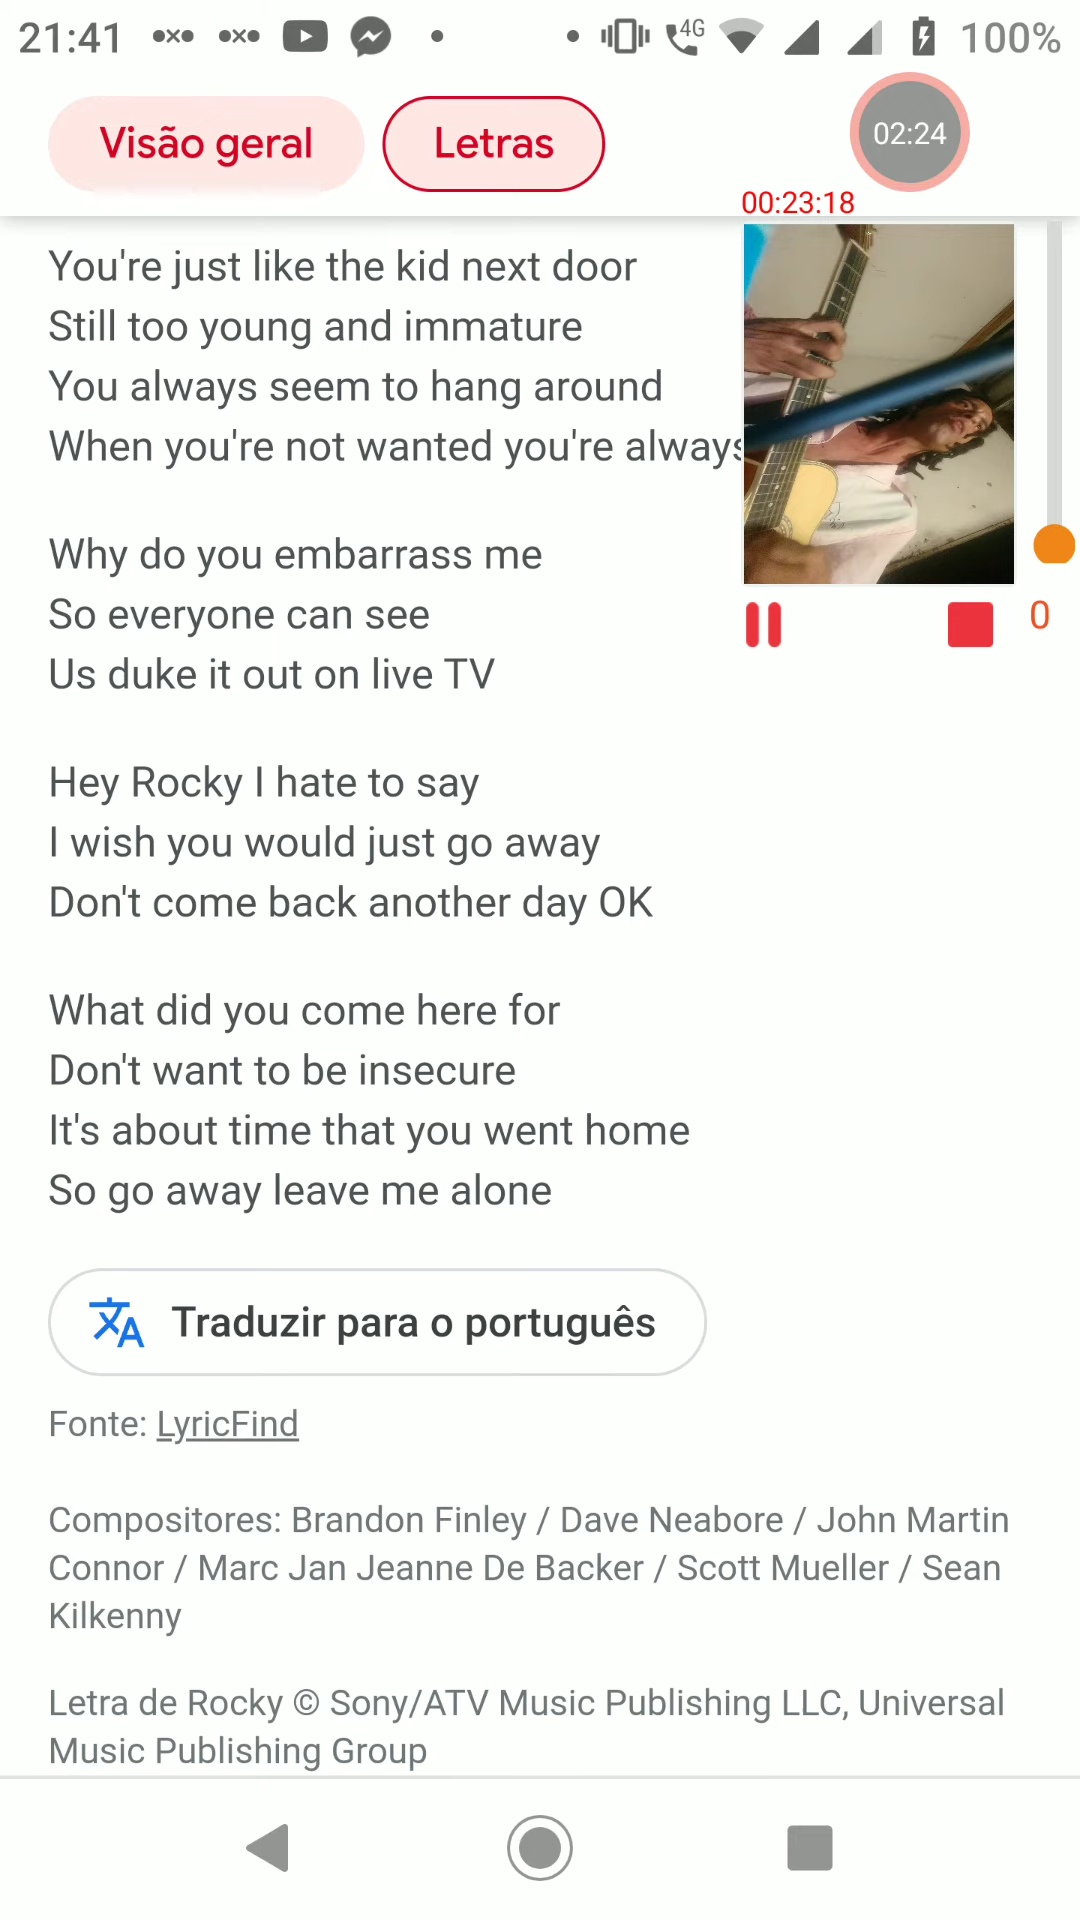 21:41
4G
100%
Visão geral
Letras
02:24
00:23:18
You're just like the kid next door
Still too young and immature
You always seem to hang around
When you're not wanted you're always
Why do you embarrass me
So everyone can see
0
Us duke it out on live TV
Hey Rocky I hate to say
I wish you would just go away
Don't come back another day OK
What did you come here for
Don't want to be insecure
It's about time that you went home
So go away leave me alone
Traduzir para o português
Fonte: LyricFind
Compositores: Brandon Finley / Dave Neabore / John Martin
Connor / Marc Jan Jeanne De Backer / Scott Mueller / Sean
Kilkenny
Letra de Rocky © Sony/ATV Music Publishing LLC, Universal
Music Publishing Group